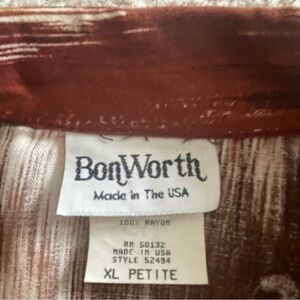 BonWorth
Made in The USA
100% RAYON
RN 50132
MADE IN USA
STYLE 52494
XL PETITE